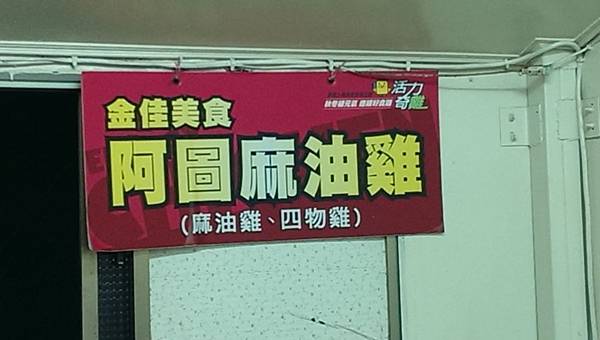 金佳美食
活力
奇雞
阿圖麻油雞
(麻油雞、四物雞)